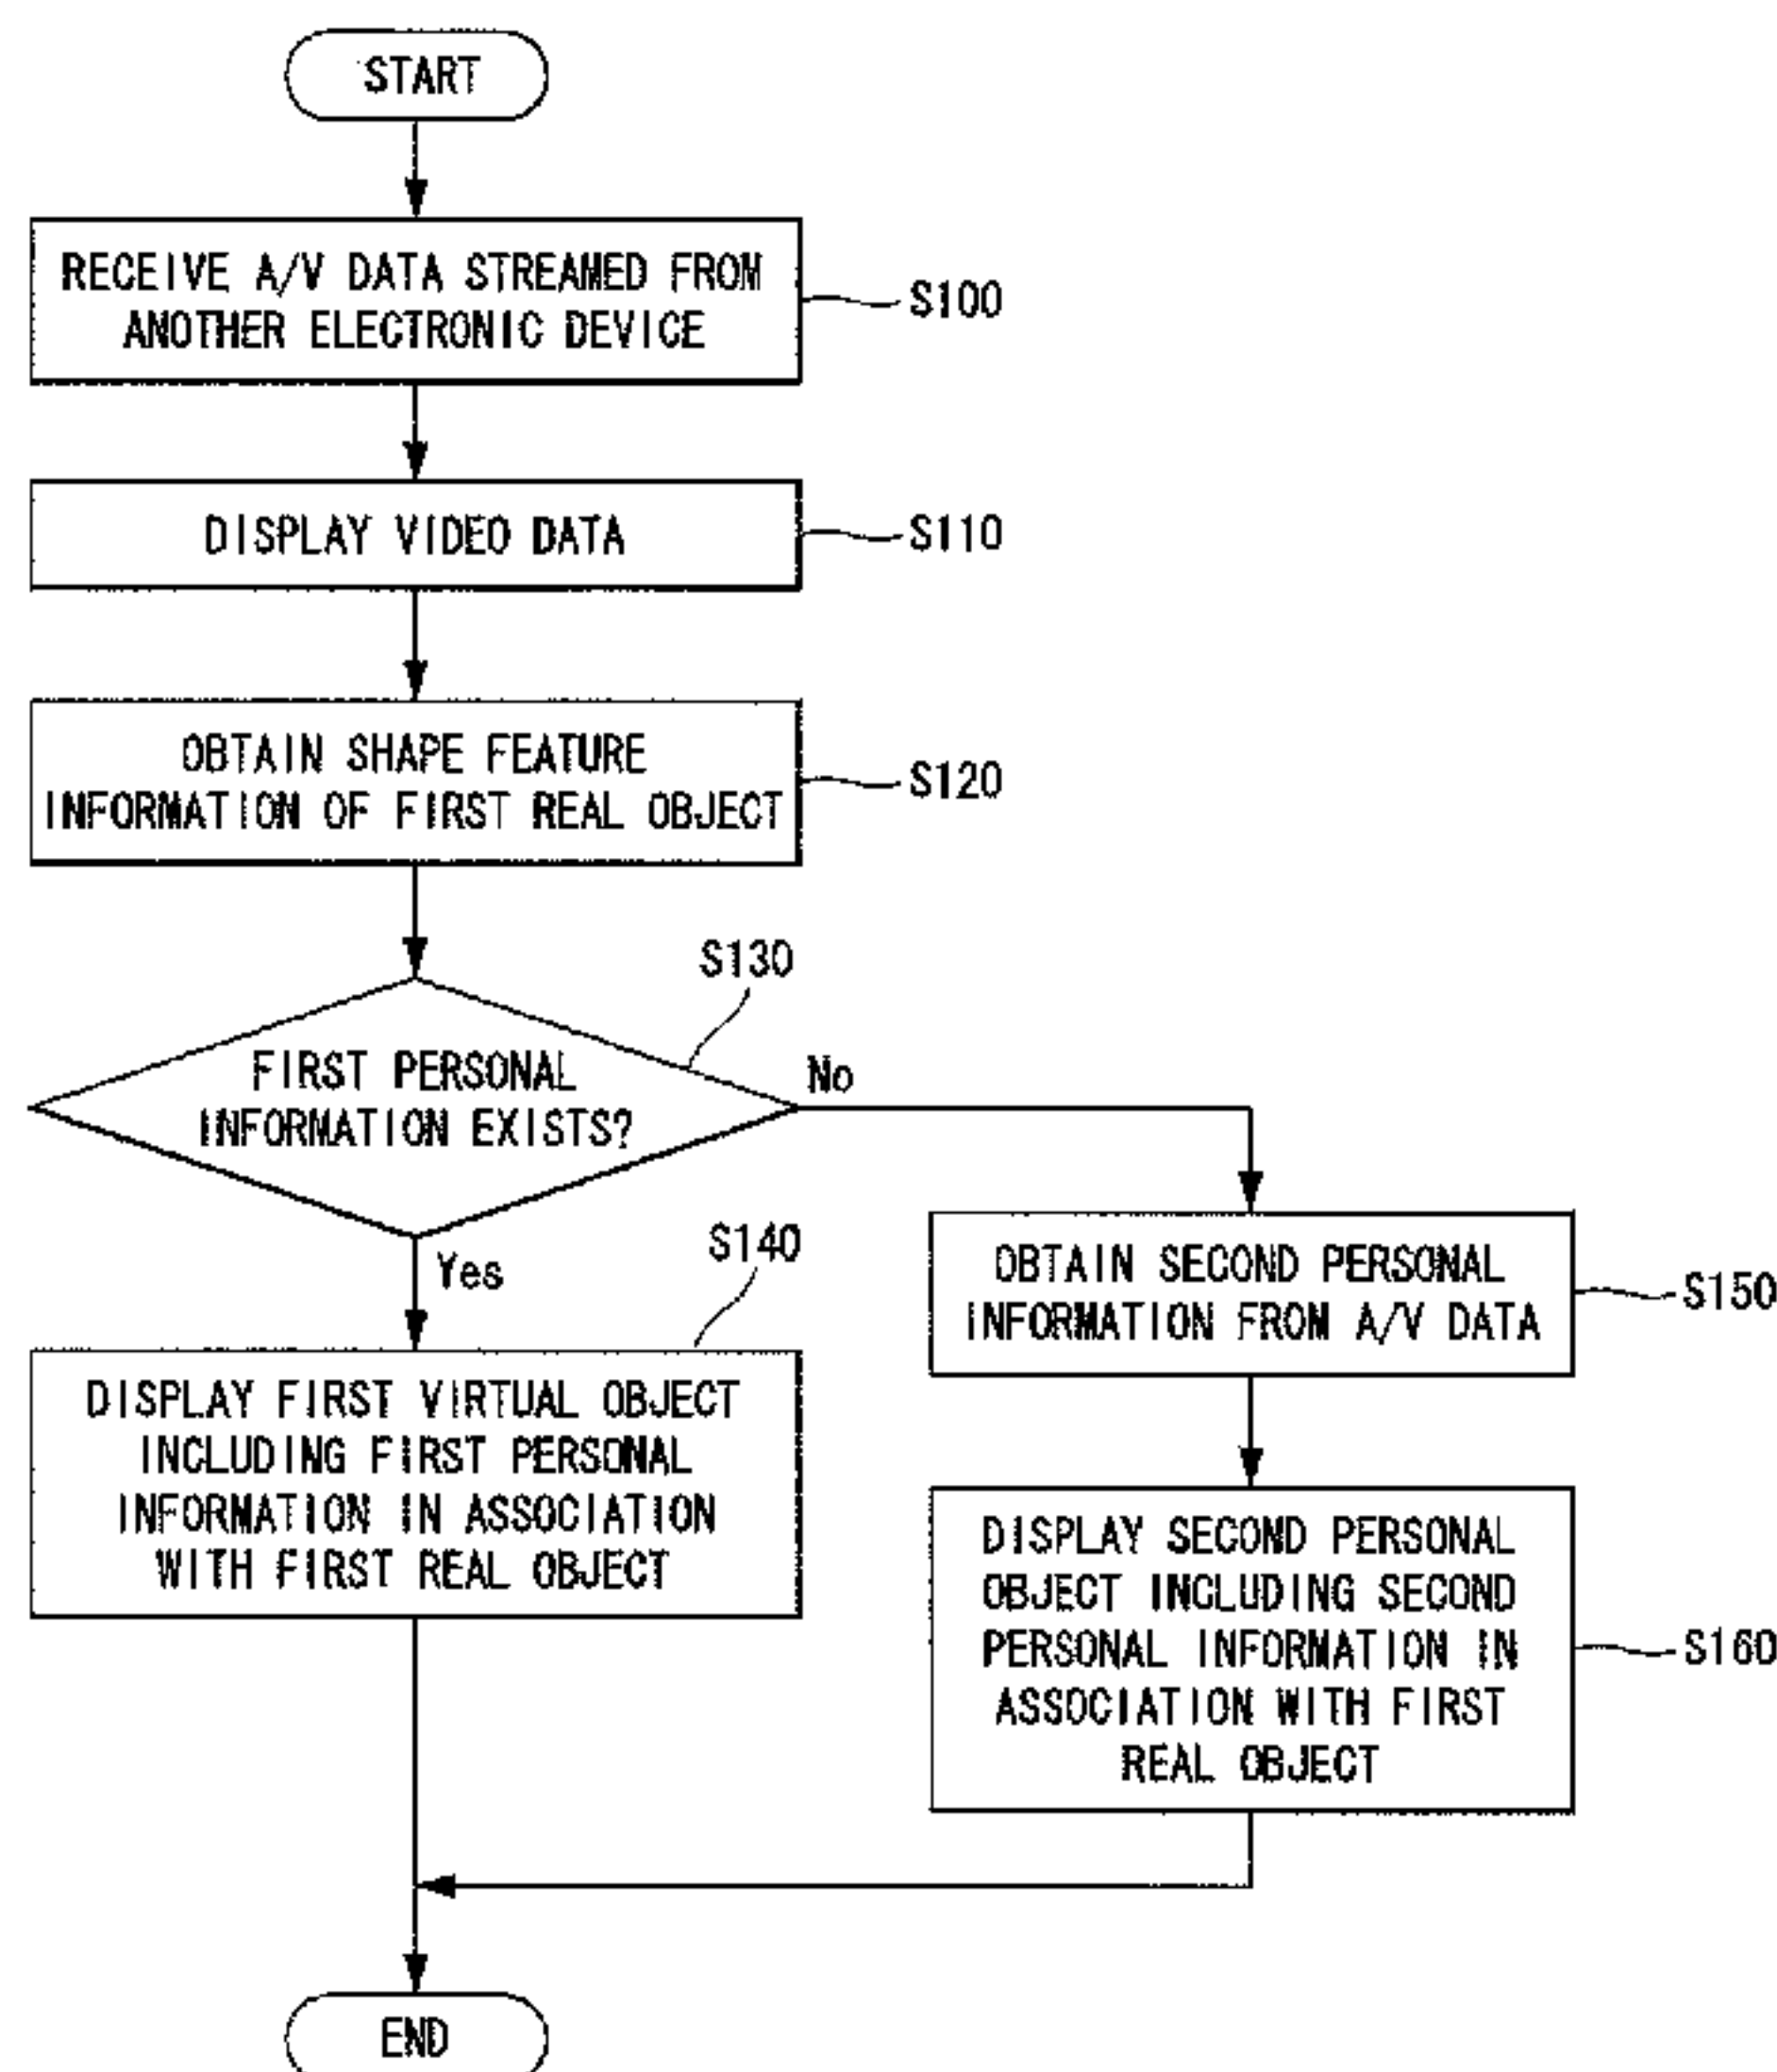 START
RECEIVE A/V DATA STREAMED FROM
ANOTHER ELECTRONIC DEVICE
S100
DISPLAY VIDEO DATA
S110
OBTAIN SHAPE FEATURE
INFORMATION OF FIRST REAL OBJECT
S120
S130
FIRST PERSONAL
INFORMATION EXISTS?
No
Yes
S140
DISPLAY FIRST VIRTUAL OBJECT
INCLUDING FIRST PERSONAL
INFORMATION IN ASSOCIATION
WITH FIRST REAL OBJECT
OBTAIN SECOND PERSONAL
INFORMATION FROM A/V DATA
S150
DISPLAY SECOND PERSONAL
OBJECT INCLUDING SECOND
PERSONAL INFORMATION IN
ASSOCIATION WITH FIRST
REAL OBJECT
S160
END